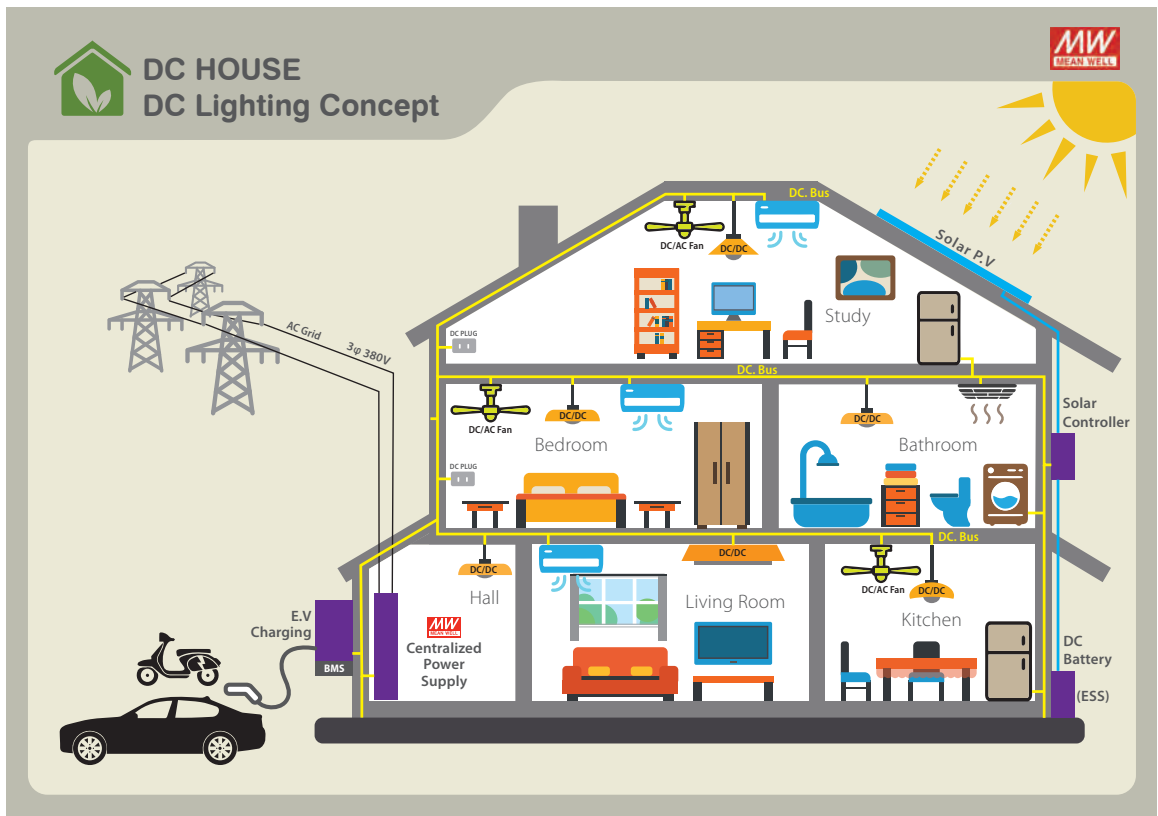 DC HOUSE
DC Lighting Concept
MW
MEAN WELL
DC. Bus
DC/AC Fan
DC/DC
Solar P.V
Study
DC PLUG
AC Grid
3φ 380V
DC. Bus
DC/AC Fan
DC/DC
DC/DC
Bedroom
Bathroom
DC PLUG
Solar
Controller
DC. Bus
DC/DC
DC/DC
DC/AC Fan
DC/DC
Hall
Living Room
Kitchen
E.V
Charging
BMS
MW
MEAN WELL
Centralized
Power
Supply
DC
Battery
(ESS)